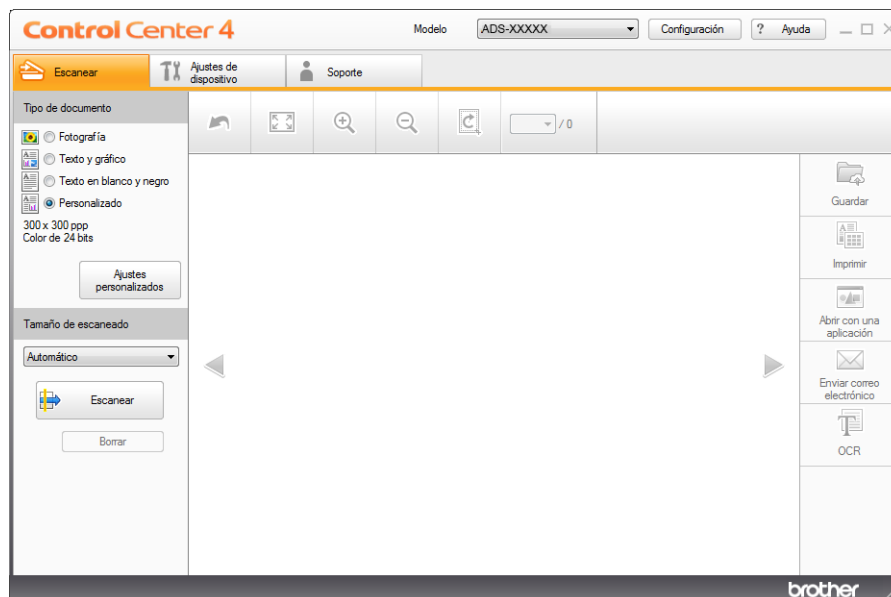 Control Center 4
Modelo
ADS-XXXXX
Configuración
? Ayuda
Escanear
Ajustes de
dispositivo
Soporte
Tipo de documento
/ 0
Fotografía
Texto y gráfico
Texto en blanco y negro
Personalizado
300 x 300 ppp
Color de 24 bits
Ajustes
personalizados
Tamaño de escaneado
Automático
Escanear
Borrar
Guardar
Imprimir
Abrir con una
aplicación
Enviar correo
electrónico
OCR
brother